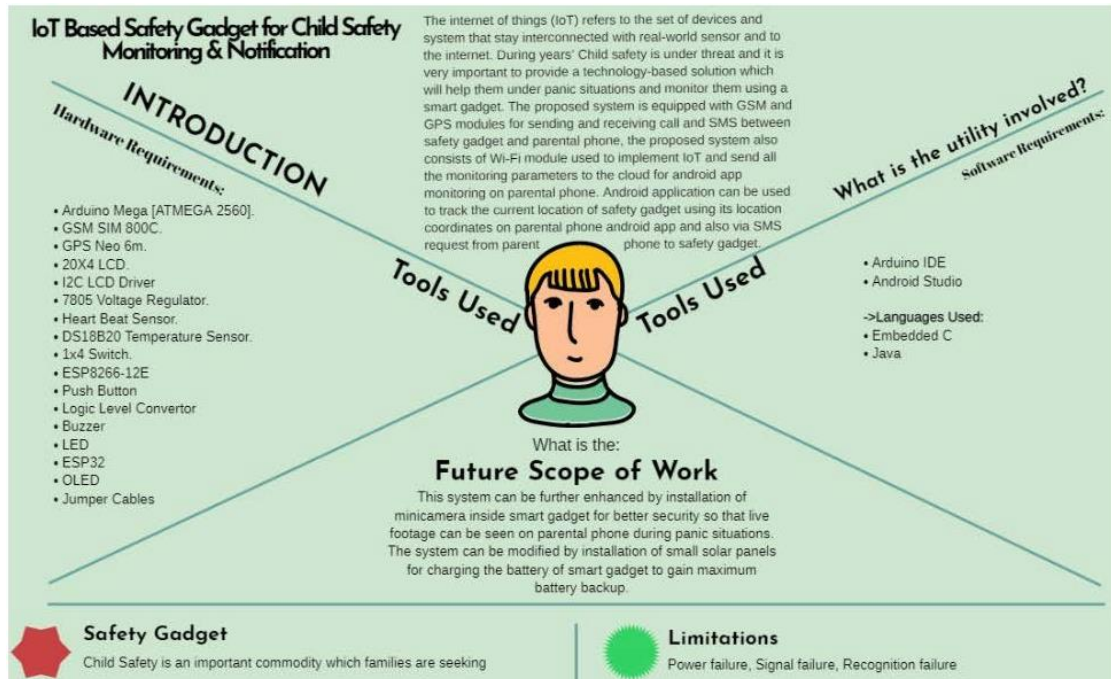 IoT Based Safety Gadget for Child Safety
Monitoring & Notification
The internet of things (IoT) refers to the set of devices and
system that stay interconnected with real-world sensor and to
the internet. During years' Child safety is under threat and it is
very important to provide a technology-based solution which
will help them under panic situations and monitor them using a
smart gadget. The proposed system is equipped with GSM and
GPS modules for sending and receiving call and SMS between
safety gadget and parental phone, the proposed system also
consists of Wi-Fi module used to implement IoT and send all
the monitoring parameters to the cloud for android app
monitoring on parental phone. Android application can be used
to track the current location of safety gadget using its location
coordinates on parental phone android app and also via SMS
request from parent phone to safety gadget.
INTRODUCTION
Hardware Requirements:
• Arduino Mega [ATMEGA 2560].
• GSM SIM 800C.
• GPS Neo 6m.
• 20X4 LCD.
• I2C LCD Driver
• 7805 Voltage Regulator.
• Heart Beat Sensor.
• DS18B20 Temperature Sensor.
• 1x4 Switch.
• ESP8266-12E
• Push Button
• Logic Level Convertor
• Buzzer
• LED
• ESP32
• OLED
• Jumper Cables
Tools Used
What is the utility involved?
Software Requirements:
Tools Used
• Arduino IDE
• Android Studio
->Languages Used:
• Embedded C
• Java
What is the:
Future Scope of Work
This system can be further enhanced by installation of
minicamera inside smart gadget for better security so that live
footage can be seen on parental phone during panic situations.
The system can be modified by installation of small solar panels
for charging the battery of smart gadget to gain maximum
battery backup.
Safety Gadget
Child Safety is an important commodity which families are seeking
Limitations
Power failure, Signal failure, Recognition failure